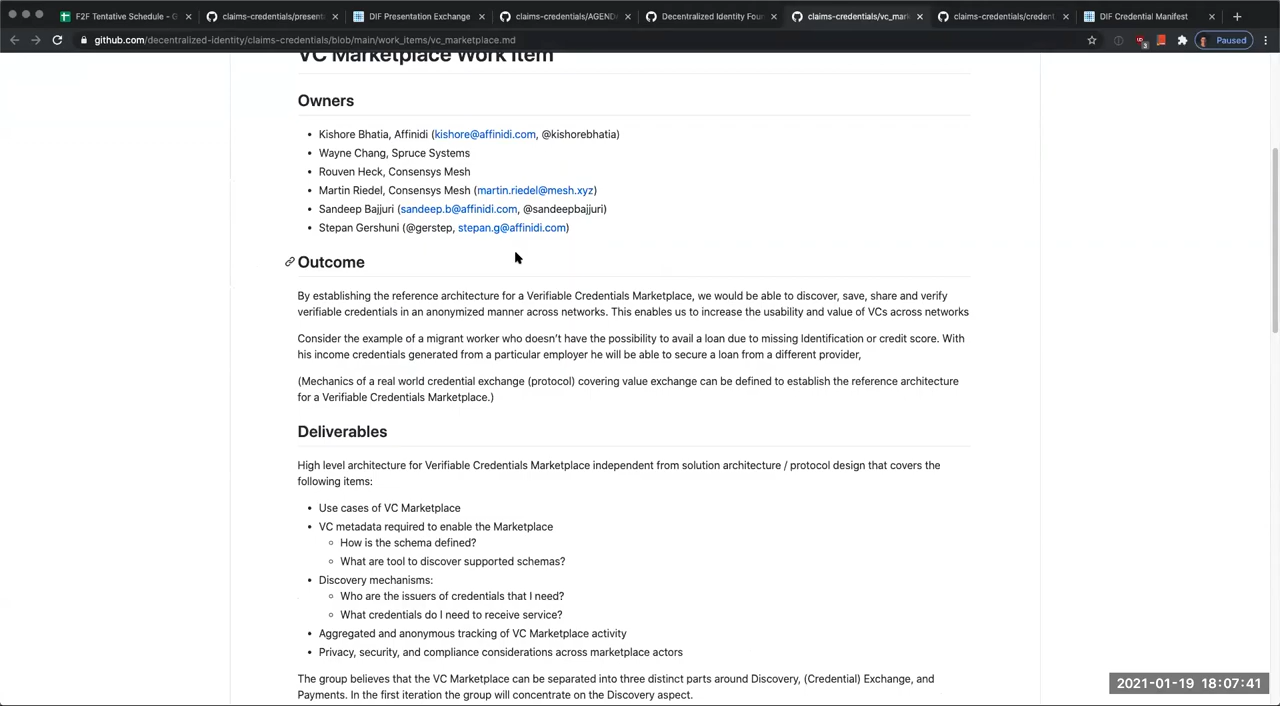 F2F Tentative Schedule - G
claims-credentials/present
DIF Presentation Exchange
claims-credentials/AGEND
Decentralized Identity Foun
claims-credentials/vc_mark
claims-credentials/creden
DIF Credential Manifest
github.com/decentralized-identity/claims-credentials/blob/main/work_items/vc_marketplace.md
Paused
VC Marketplace Work Item
Owners
• Kishore Bhatia, Affinidi (kishore@affinidi.com, @kishorebhatia)
• Wayne Chang, Spruce Systems
• Rouven Heck, Consensys Mesh
• Martin Riedel, Consensys Mesh (martin.riedel@mesh.xyz)
• Sandeep Bajjuri (sandeep.b@affinidi.com, @sandeepbajjuri)
• Stepan Gershuni (@gerstep, stepan.g@affinidi.com)
Outcome
By establishing the reference architecture for a Verifiable Credentials Marketplace, we would be able to discover, save, share and verify
verifiable credentials in an anonymized manner across networks. This enables us to increase the usability and value of VCs across networks
Consider the example of a migrant worker who doesn't have the possibility to avail a loan due to missing Identification or credit score. With
his income credentials generated from a particular employer he will be able to secure a loan from a different provider,
(Mechanics of a real world credential exchange (protocol) covering value exchange can be defined to establish the reference architecture
for a Verifiable Credentials Marketplace.)
Deliverables
High level architecture for Verifiable Credentials Marketplace independent from solution architecture / protocol design that covers the
following items:
• Use cases of VC Marketplace
• VC metadata required to enable the Marketplace
◦ How is the schema defined?
◦ What are tool to discover supported schemas?
• Discovery mechanisms:
◦ Who are the issuers of credentials that I need?
◦ What credentials do I need to receive service?
• Aggregated and anonymous tracking of VC Marketplace activity
• Privacy, security, and compliance considerations across marketplace actors
The group believes that the VC Marketplace can be separated into three distinct parts around Discovery, (Credential) Exchange, and
Payments. In the first iteration the group will concentrate on the Discovery aspect.
2021-01-19 18:07:41